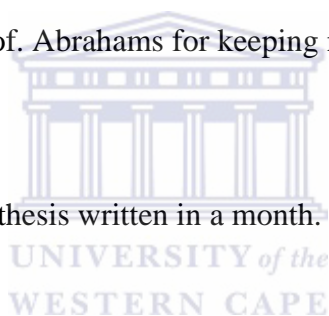 of. Abrahams for keeping
thesis written in a month.
UNIVERSITY of the
WESTERN CAPE